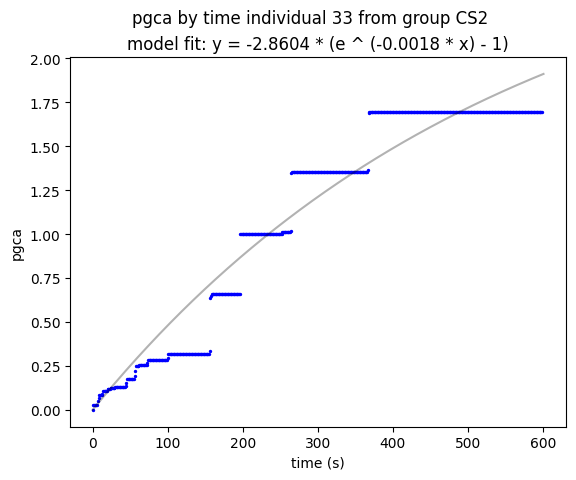 pgca by time individual 33 from group CS2
model fit: y = -2.8604 * (e ^ (-0.0018 * x) - 1)
2.00
1.75
1.50
1.25
1.00
0.75
0.50
0.25
0.00
pgca
0 100 200 300 400 500 600
time (s)